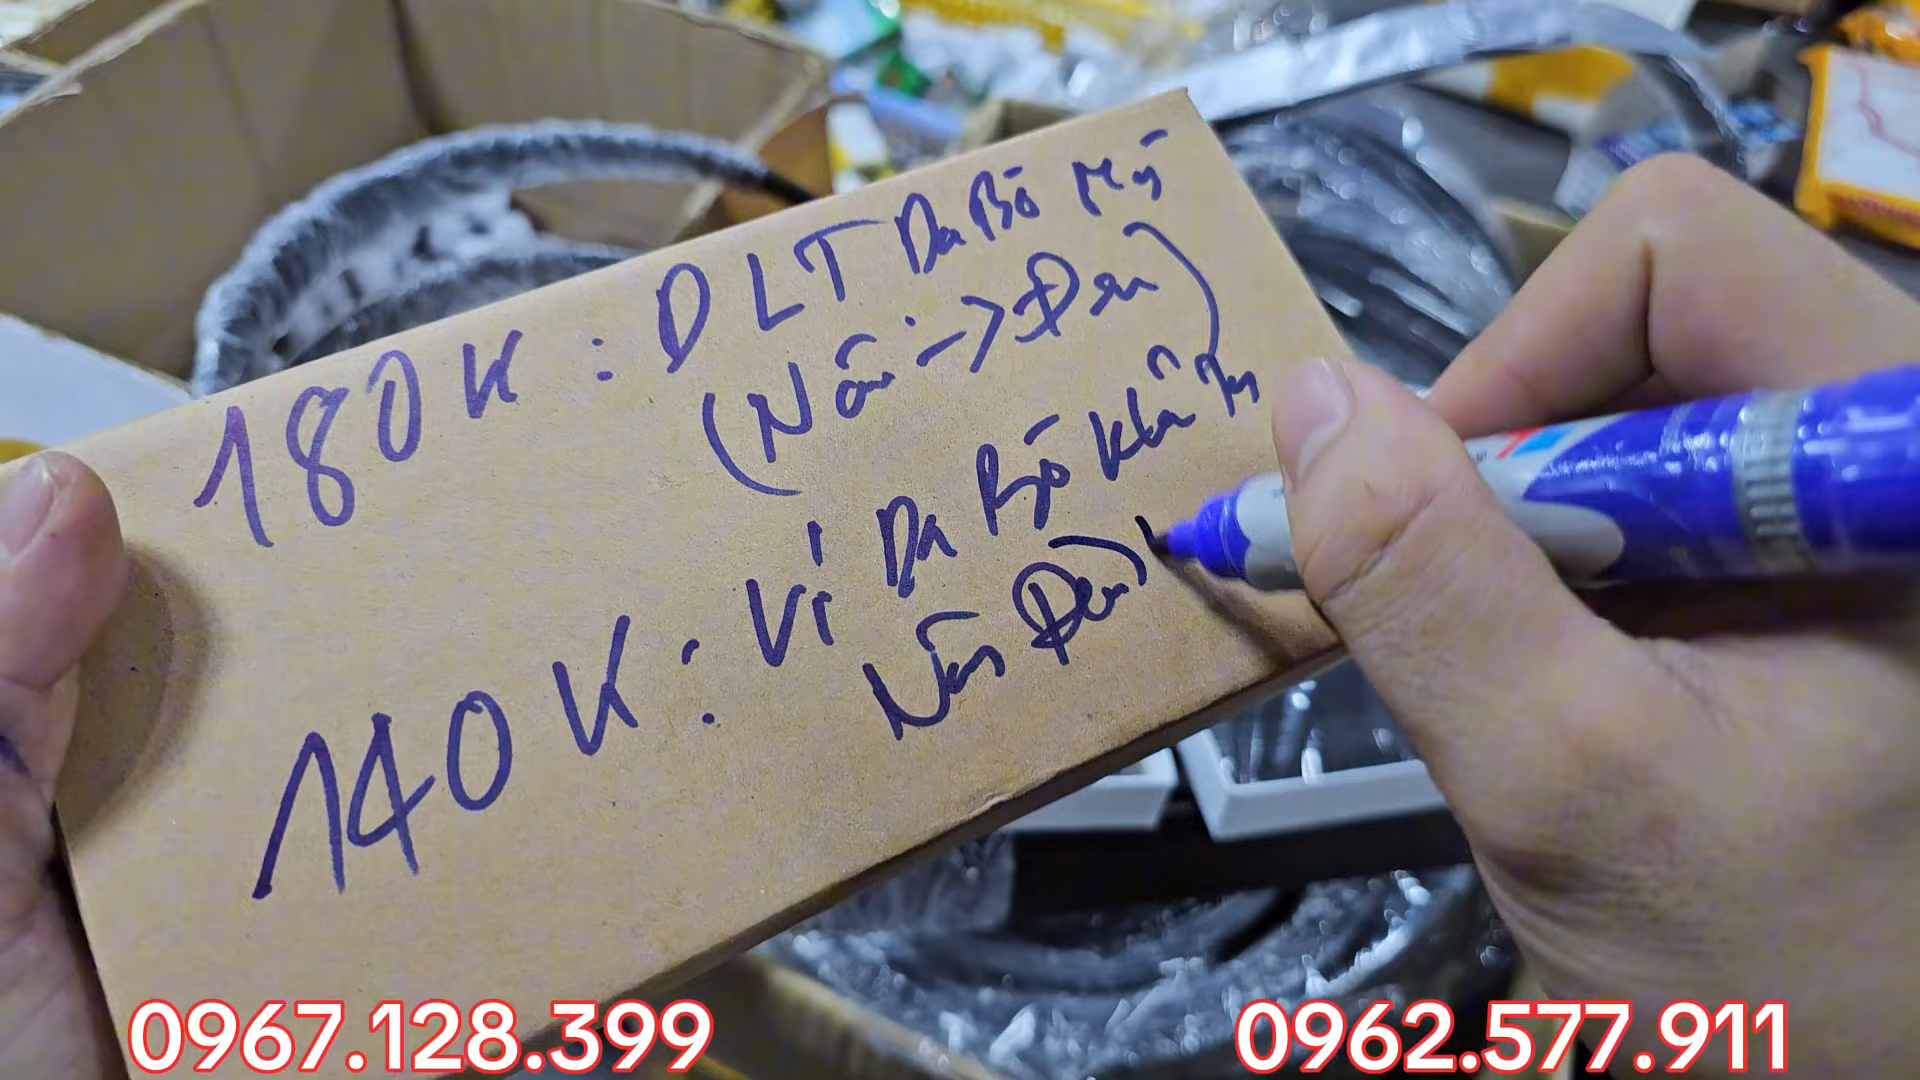 180K: DLT Da Bò Mỹ
(Nâu -> Đen)
140K: Ví Da Bò Khâu Tay
Nâu Đen)
0967.128.399
0962.577.911